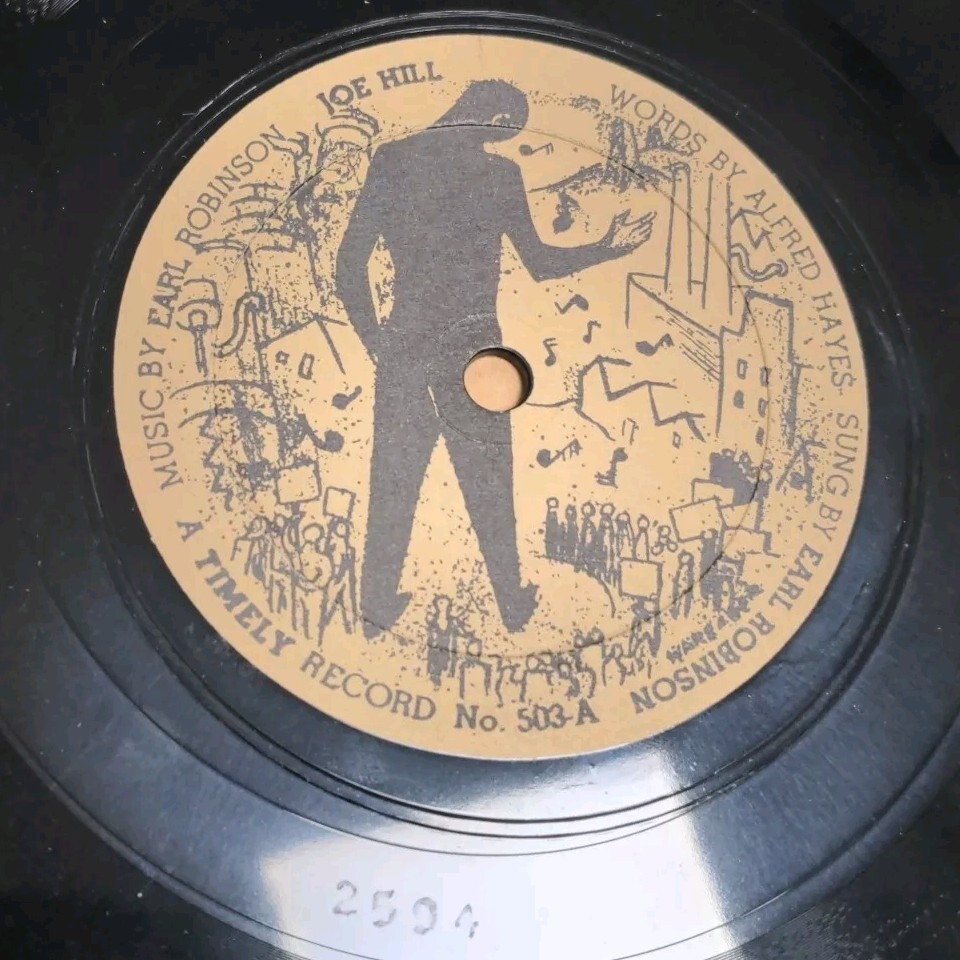 JOE HILL
WORDS BY ALFRED HAYES
SUNG BY EARL ROBINSON
MUSIC BY EARL ROBINSON
A TIMELY RECORD No. 503-A
2594